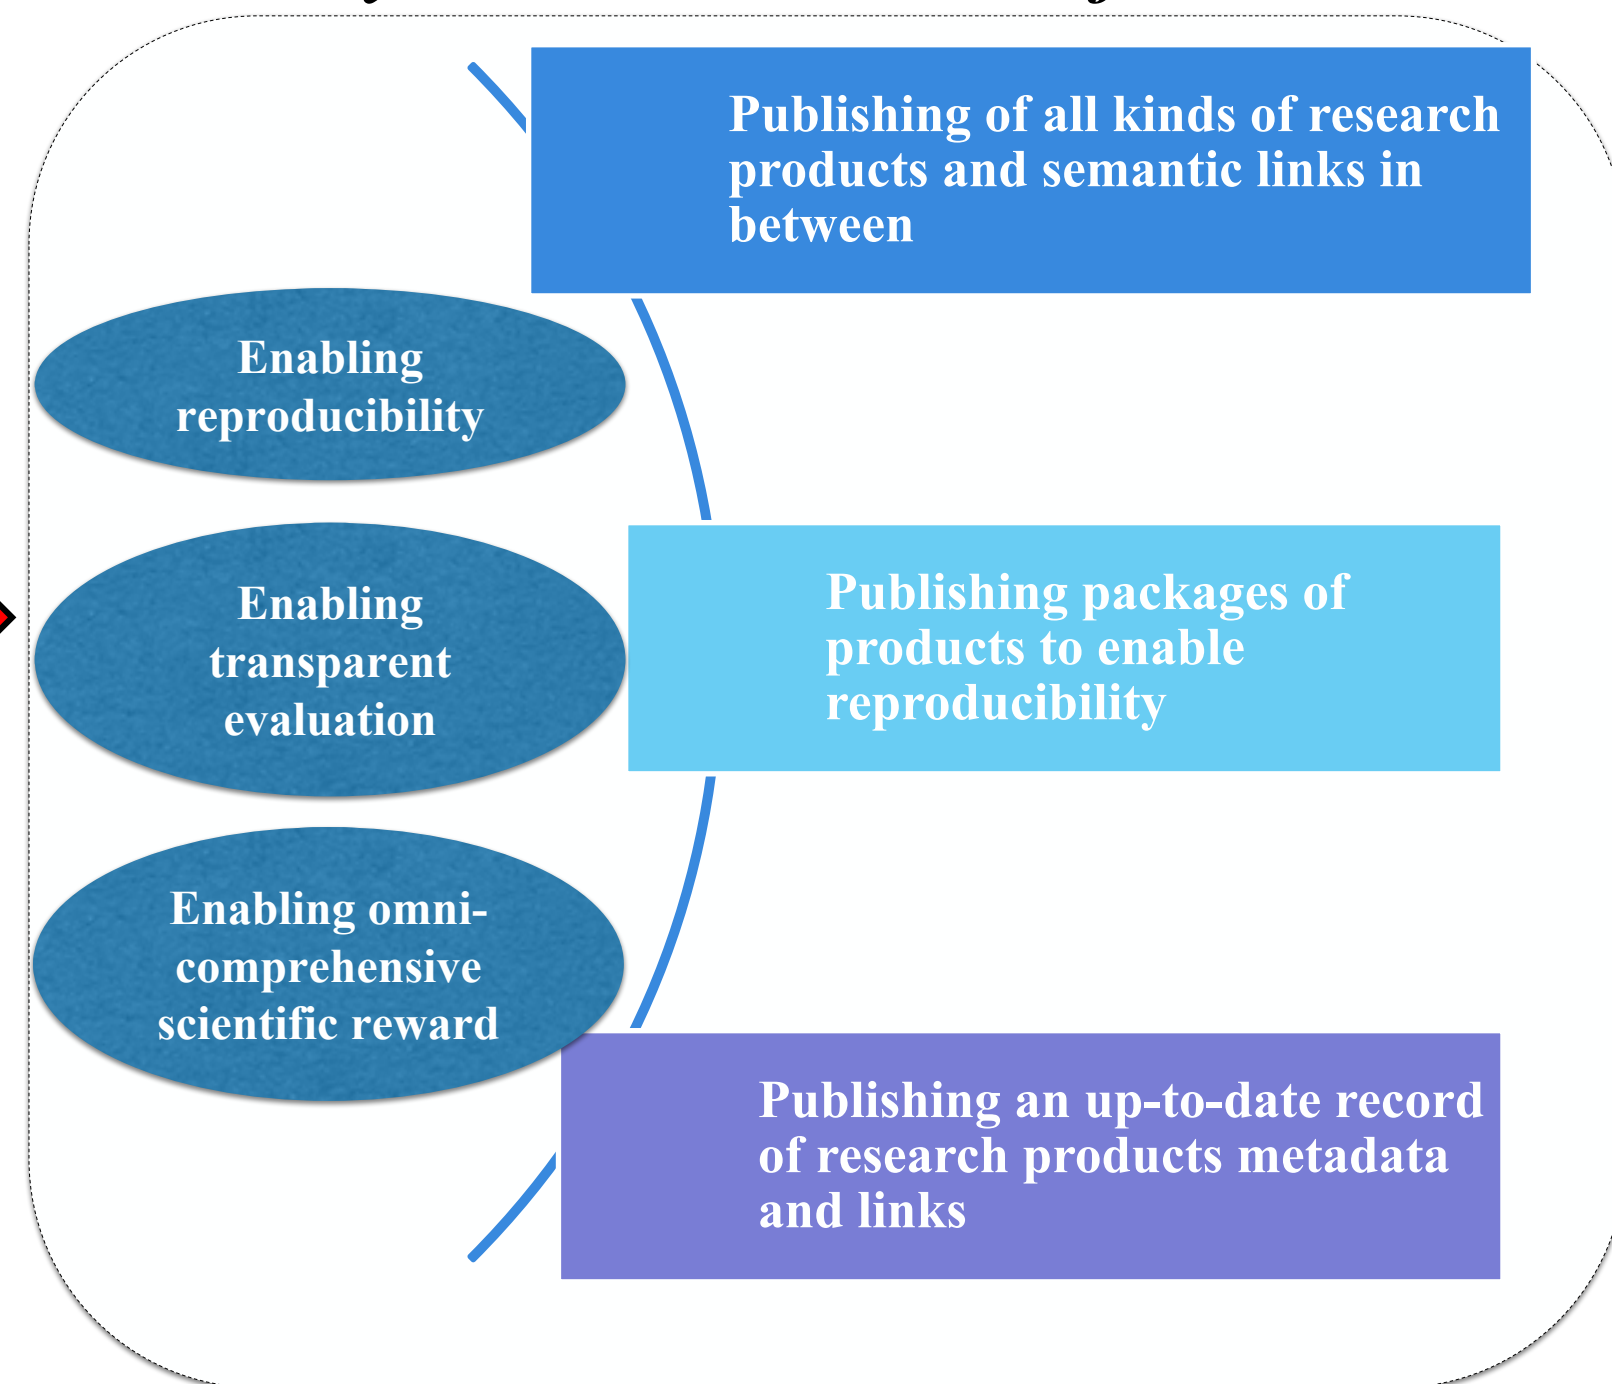 Publishing of all kinds of research
products and semantic links in
between
Enabling
reproducibility
Enabling
transparent
evaluation
Publishing packages of
products to enable
reproducibility
Enabling omni-
comprehensive
scientific reward
Publishing an up-to-date record
of research products metadata
and links